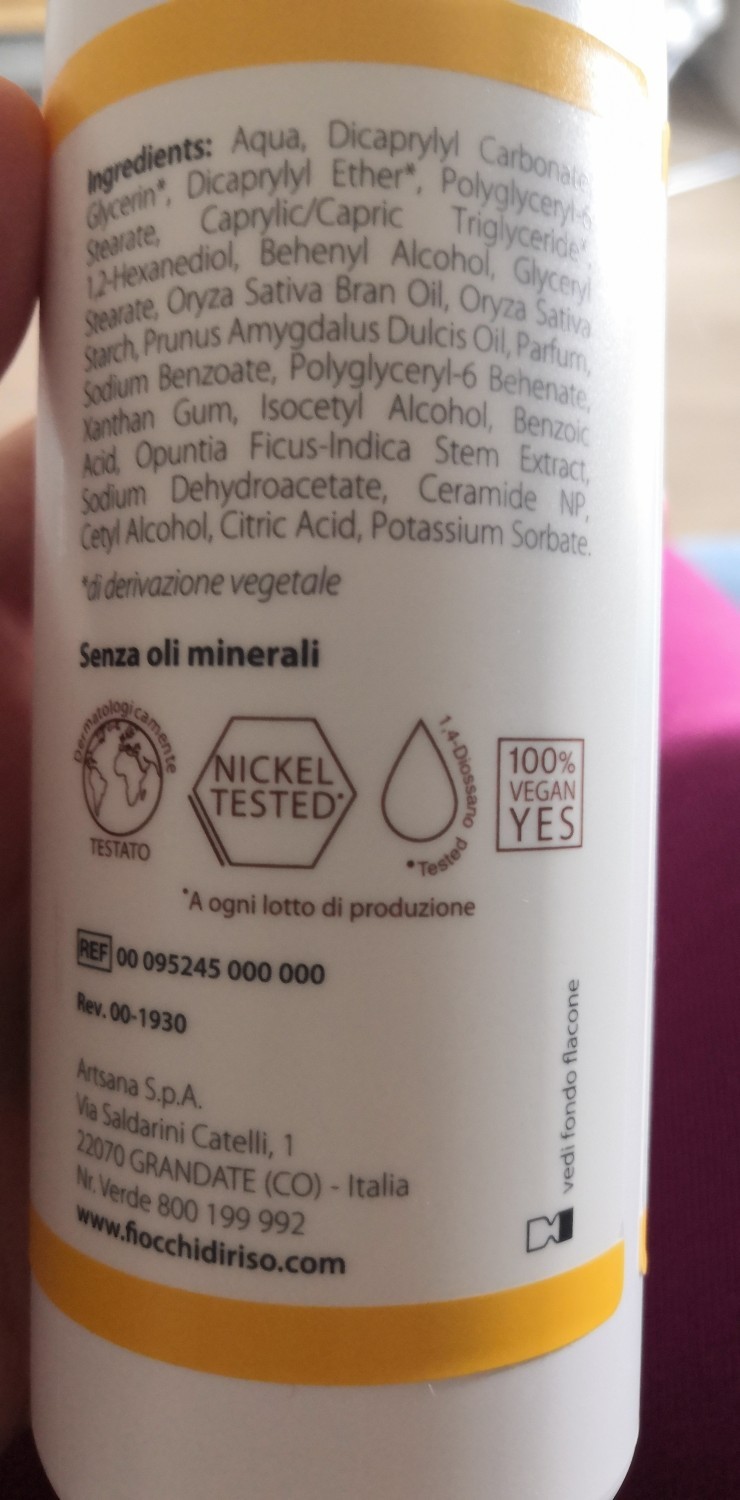 Ingredients: Aqua, Dicaprylyl Carbonate,
Glycerin*, Dicaprylyl Ether*, Polyglyceryl-6
Stearate, Caprylic/Capric Triglyceride*,
1,2-Hexanediol, Behenyl Alcohol, Glyceryl
Stearate, Oryza Sativa Bran Oil, Oryza Sativa
Starch, Prunus Amygdalus Dulcis Oil, Parfum,
Sodium Benzoate, Polyglyceryl-6 Behenate,
Xanthan Gum, Isocetyl Alcohol, Benzoic
Acid, Opuntia Ficus-Indica Stem Extract,
Sodium Dehydroacetate, Ceramide NP,
Cetyl Alcohol, Citric Acid, Potassium Sorbate.
*di derivazione vegetale
Senza oli minerali
Dermatologicamente
TESTATO
NICKEL
TESTED*
1,4-Diossano
*Tested
100%
VEGAN
YES
*A ogni lotto di produzione
REF 00 095245 000 000
Rev. 00-1930
Artsana S.p.A.
Via Saldarini Catelli, 1
22070 GRANDATE (CO) - Italia
Nr. Verde 800 199 992
www.fiocchidiriso.com
vedi fondo flacone